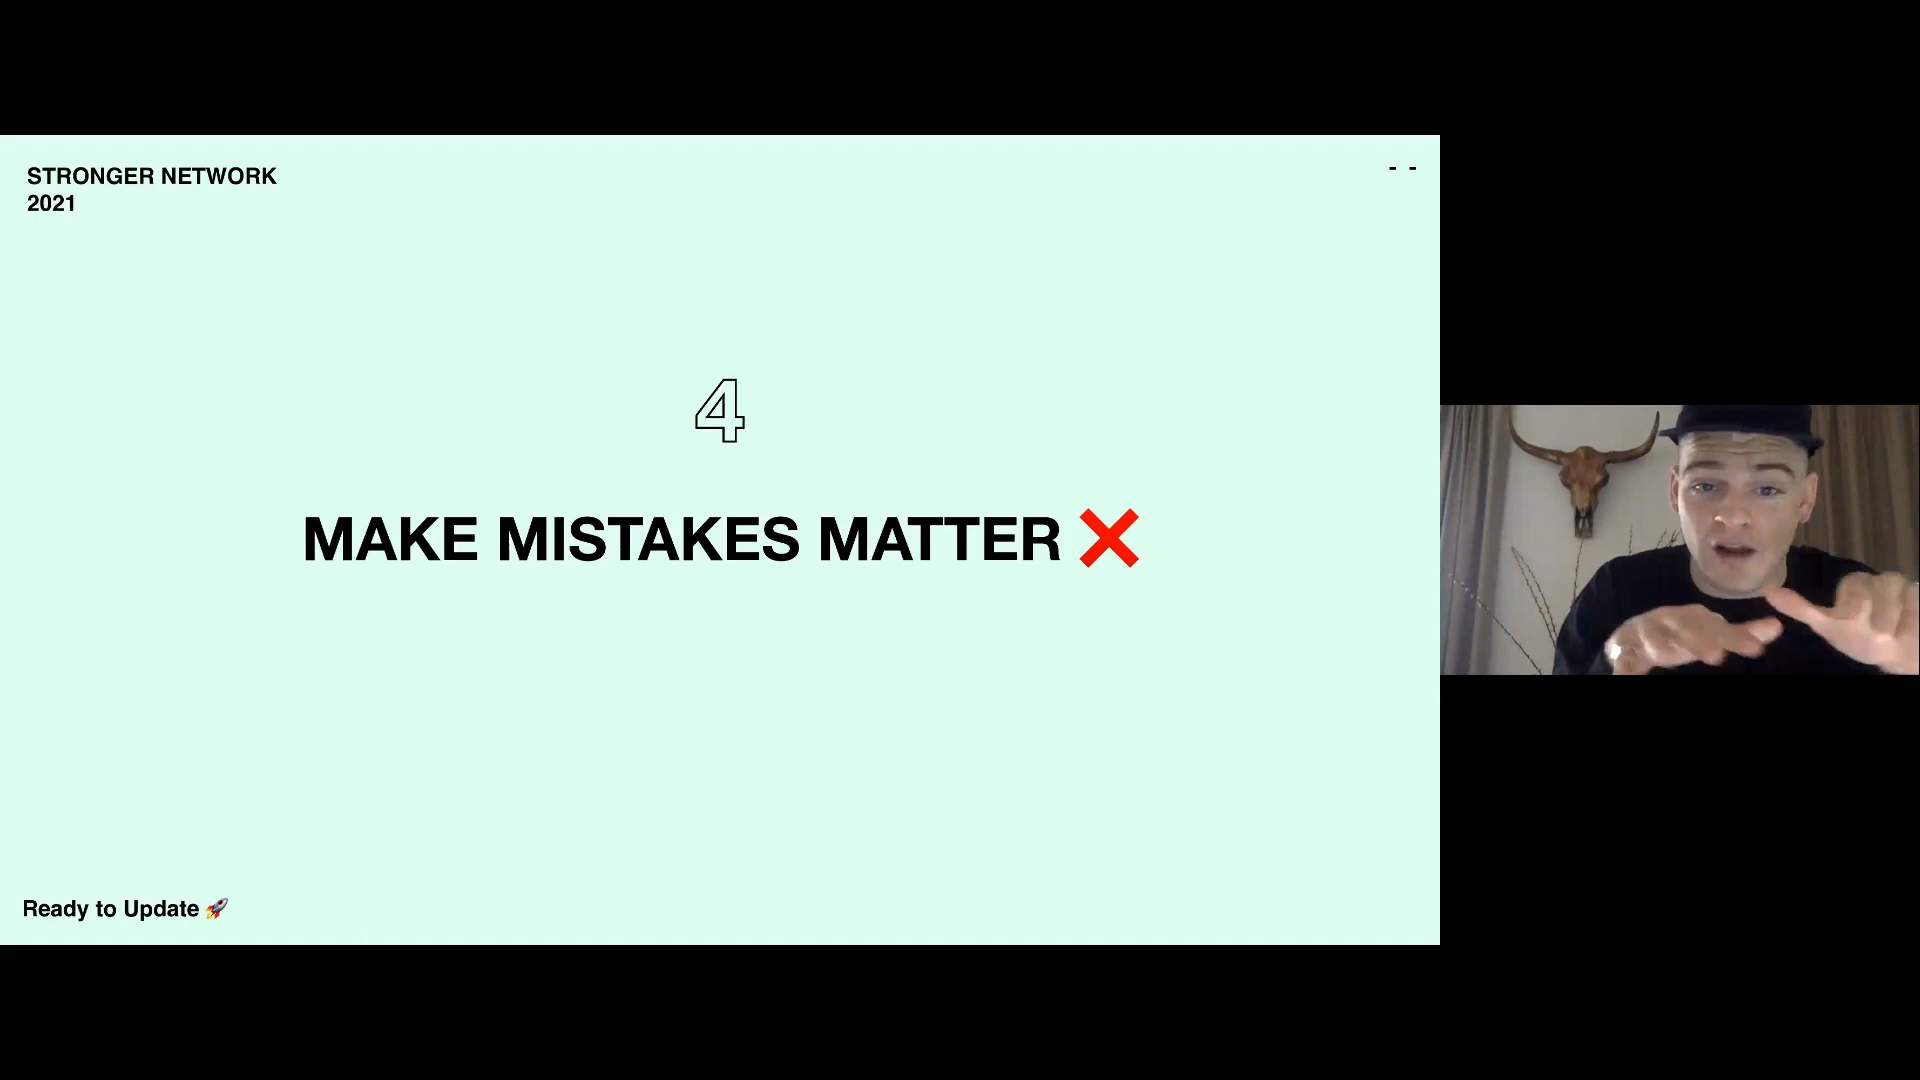 STRONGER NETWORK
2021
- -
4
MAKE MISTAKES MATTER ❌
Ready to Update 🚀